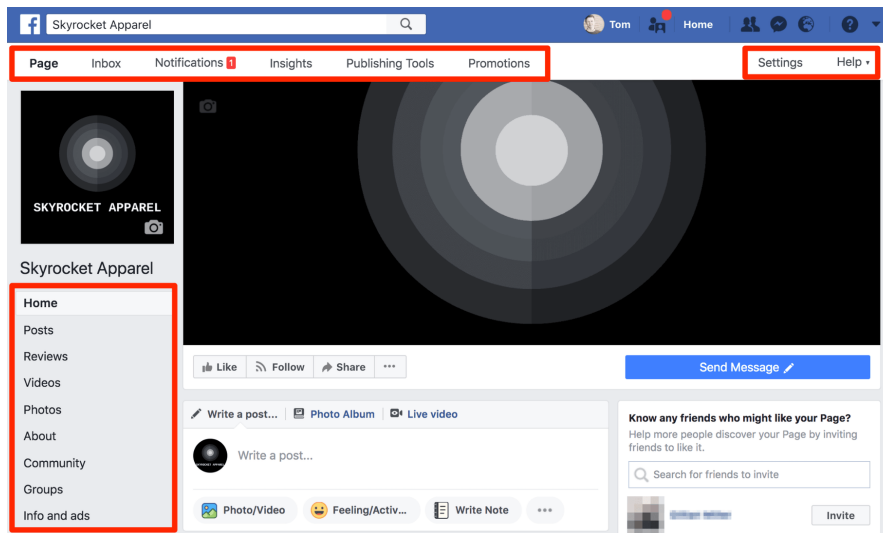 Skyrocket Apparel
Tom Home
Page Inbox Notifications 1 Insights Publishing Tools Promotions Settings Help
SKYROCKET APPAREL
Skyrocket Apparel
Home
Posts
Reviews
Videos
Photos
About
Community
Groups
Info and ads
Like Follow Share
Send Message
Write a post... Photo Album Live video
Write a post...
Photo/Video Feeling/Activ... Write Note
Know any friends who might like your Page?
Help more people discover your Page by inviting
friends to like it.
Search for friends to invite
Invite